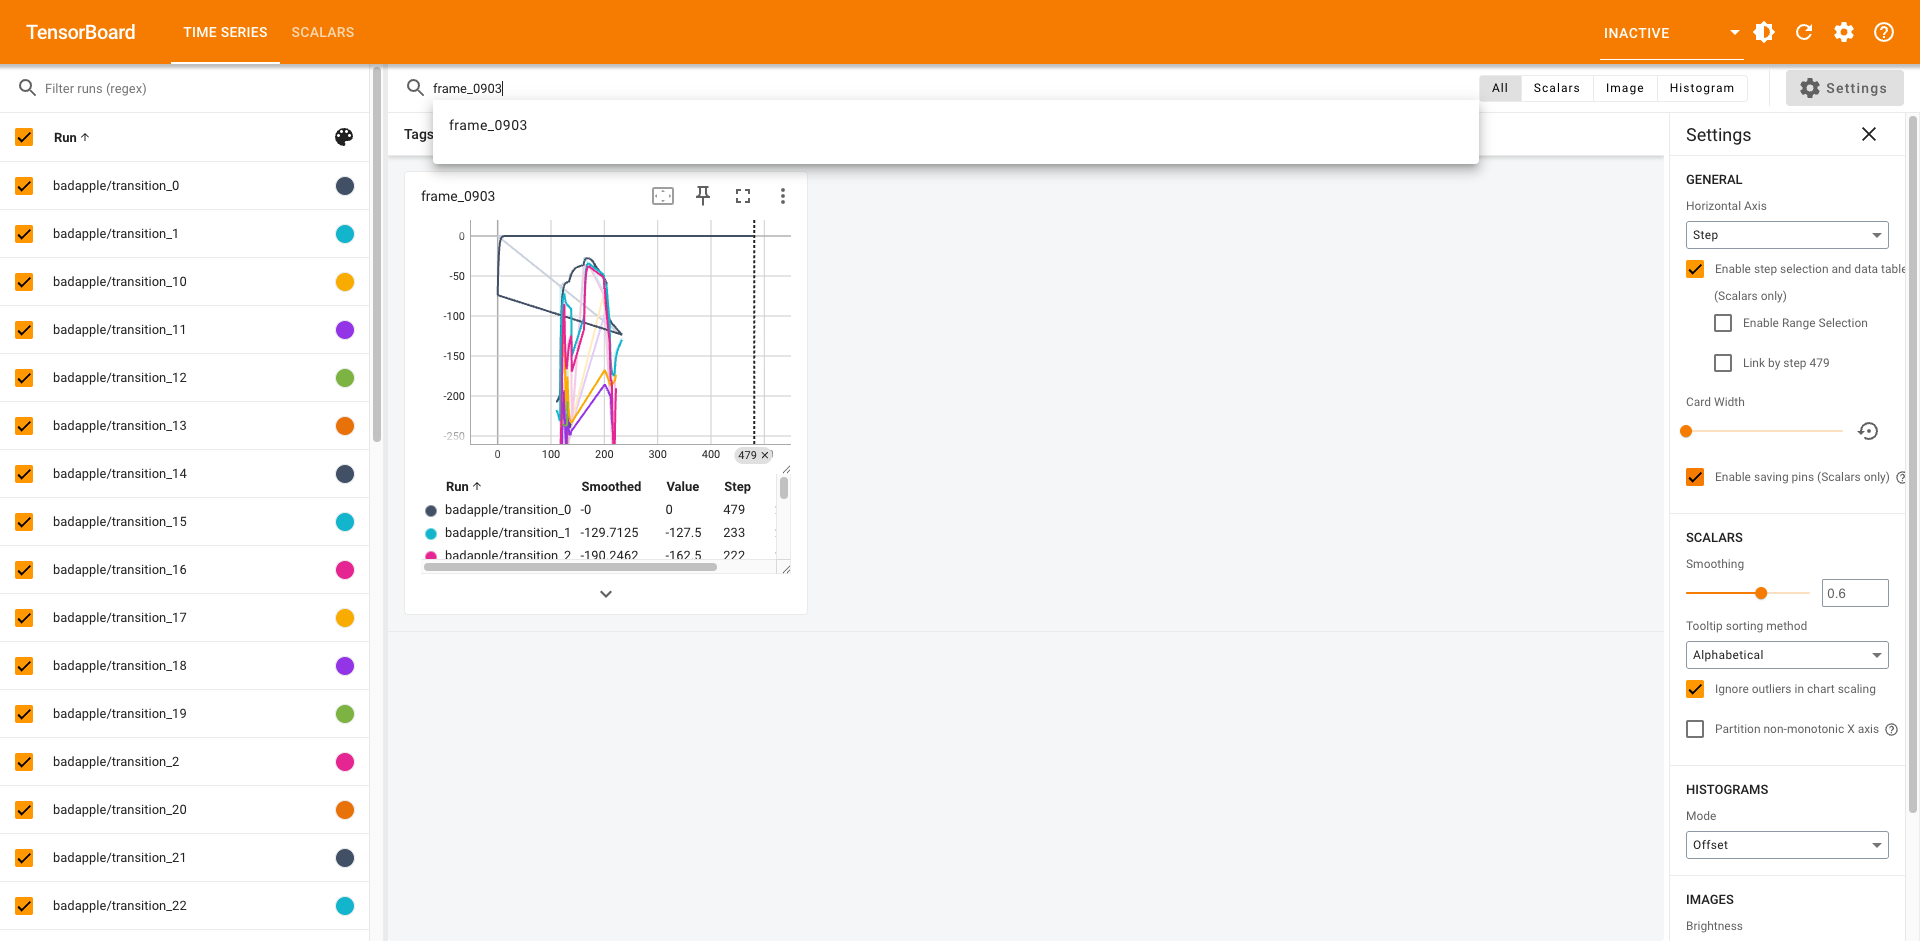 TensorBoard
TIME SERIES
SCALARS
INACTIVE
Filter runs (regex)
Run
badapple/transition_0
badapple/transition_1
badapple/transition_10
badapple/transition_11
badapple/transition_12
badapple/transition_13
badapple/transition_14
badapple/transition_15
badapple/transition_16
badapple/transition_17
badapple/transition_18
badapple/transition_19
badapple/transition_2
badapple/transition_20
badapple/transition_21
badapple/transition_22
frame_0903
All Scalars Image Histogram
Settings
frame_0903
Tags
frame_0903
0
-50
-100
-150
-200
-250
0 100 200 300 400 479
Run Smoothed Value Step
badapple/transition_0 -0 0 479
badapple/transition_1 -129.7125 -127.5 233
badapple/transition_2 -190.2462 -162.5 222
Settings
GENERAL
Horizontal Axis
Step
Enable step selection and data table
(Scalars only)
Enable Range Selection
Link by step 479
Card Width
Enable saving pins (Scalars only)
SCALARS
Smoothing
0.6
Tooltip sorting method
Alphabetical
Ignore outliers in chart scaling
Partition non-monotonic X axis
HISTOGRAMS
Mode
Offset
IMAGES
Brightness